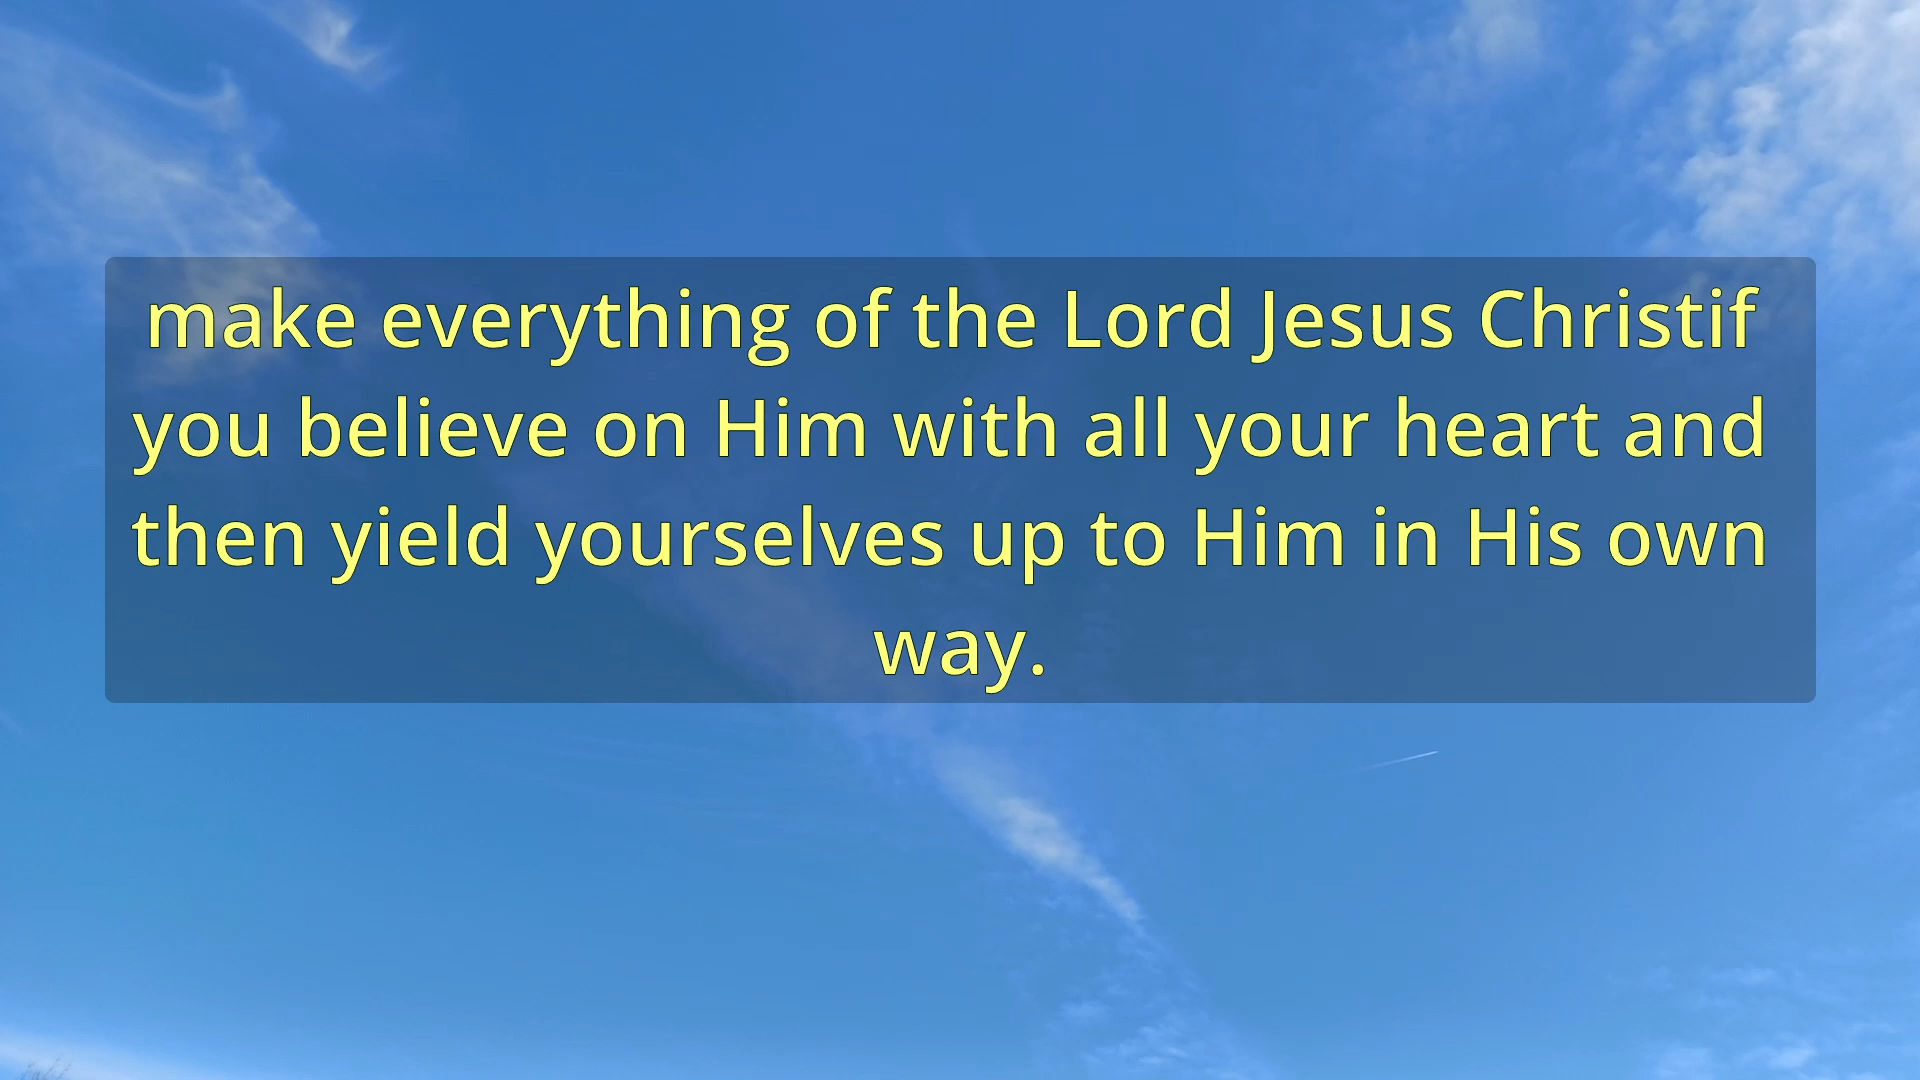 make everything of the Lord Jesus Christif
you believe on Him with all your heart and
then yield yourselves up to Him in His own
way.